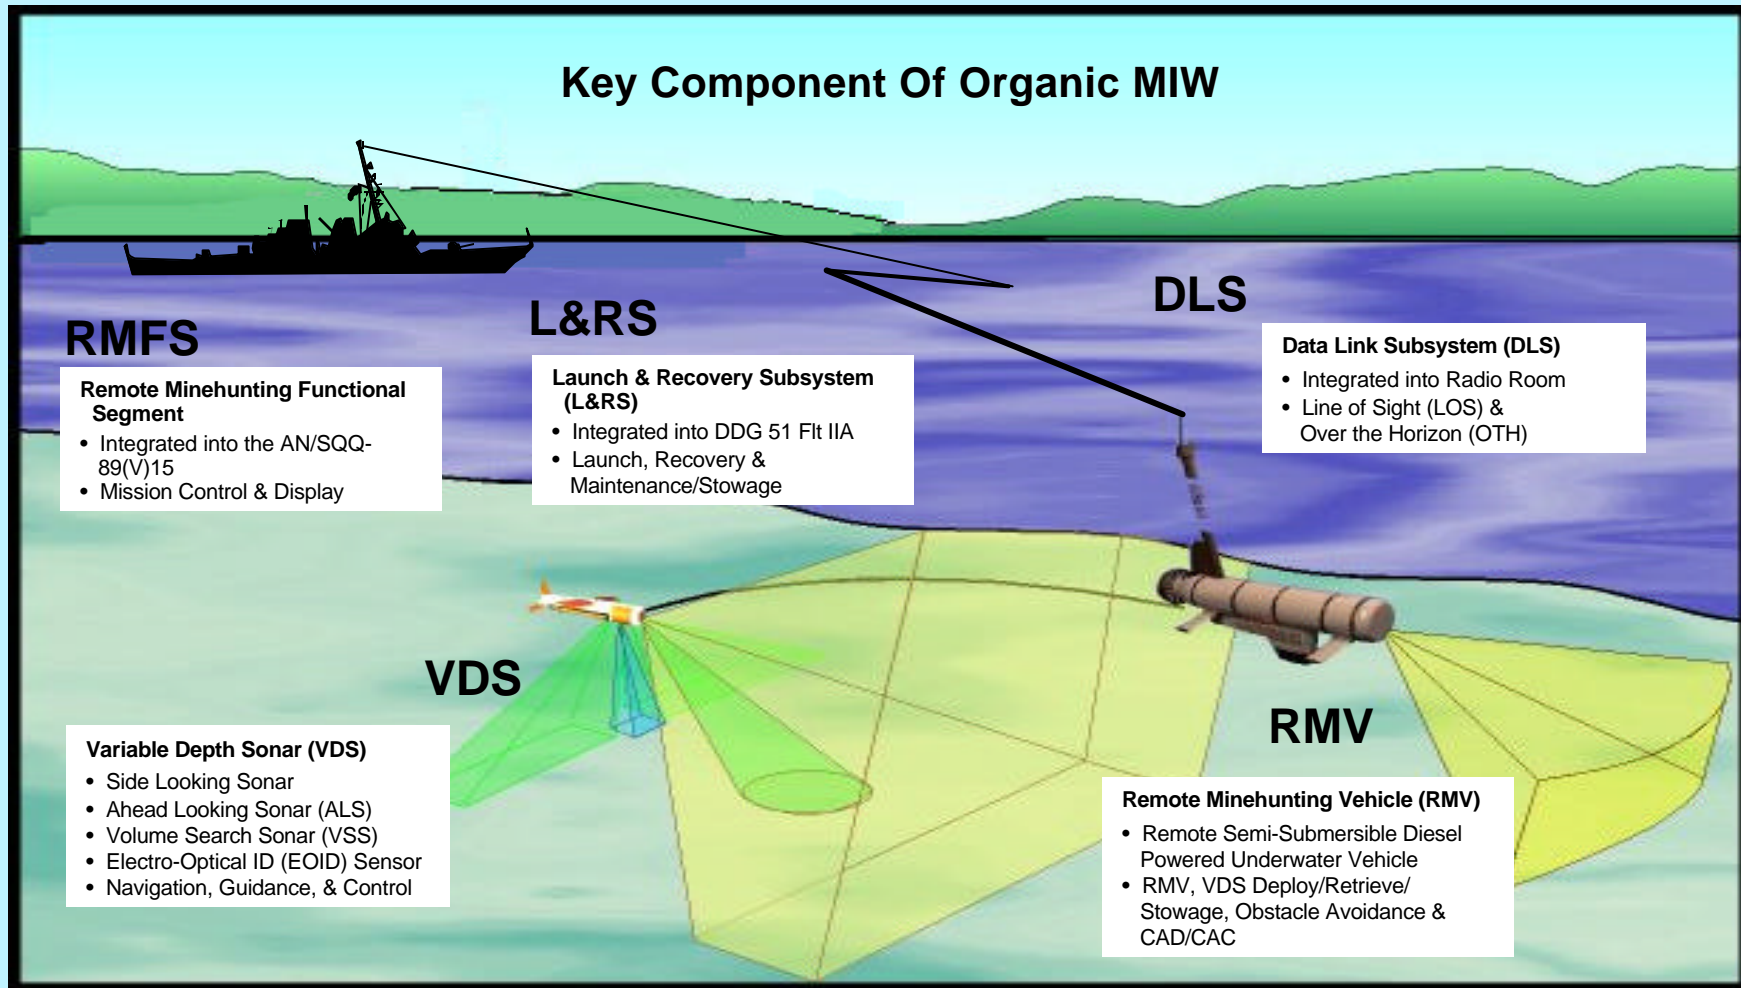 Key Component Of Organic MIW
RMFS
Remote Minehunting Functional
Segment
• Integrated into the AN/SQQ-
89(V)15
• Mission Control & Display
L&RS
Launch & Recovery Subsystem
(L&RS)
• Integrated into DDG 51 Flt IIA
• Launch, Recovery &
Maintenance/Stowage
DLS
Data Link Subsystem (DLS)
• Integrated into Radio Room
• Line of Sight (LOS) &
Over the Horizon (OTH)
VDS
Variable Depth Sonar (VDS)
• Side Looking Sonar
• Ahead Looking Sonar (ALS)
• Volume Search Sonar (VSS)
• Electro-Optical ID (EOID) Sensor
• Navigation, Guidance, & Control
RMV
Remote Minehunting Vehicle (RMV)
• Remote Semi-Submersible Diesel
Powered Underwater Vehicle
• RMV, VDS Deploy/Retrieve/
Stowage, Obstacle Avoidance &
CAD/CAC